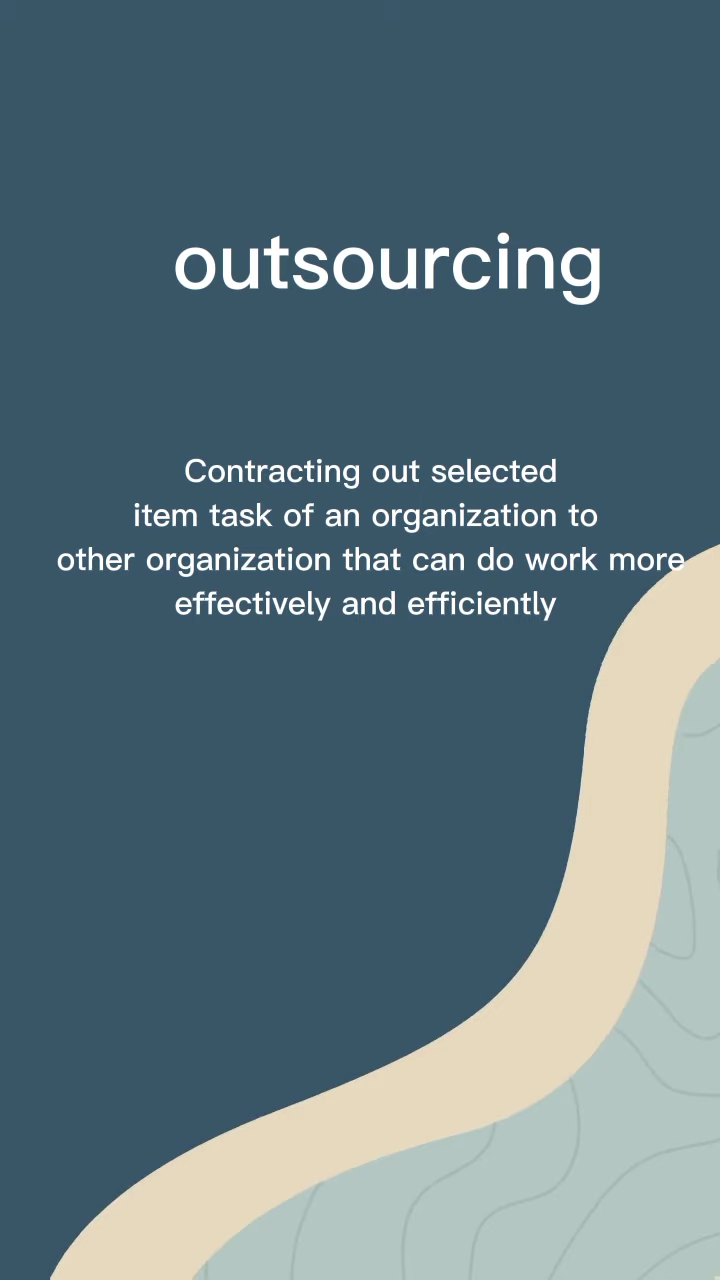 outsourcing
Contracting out selected
item task of an organization to
other organization that can do work more
effectively and efficiently